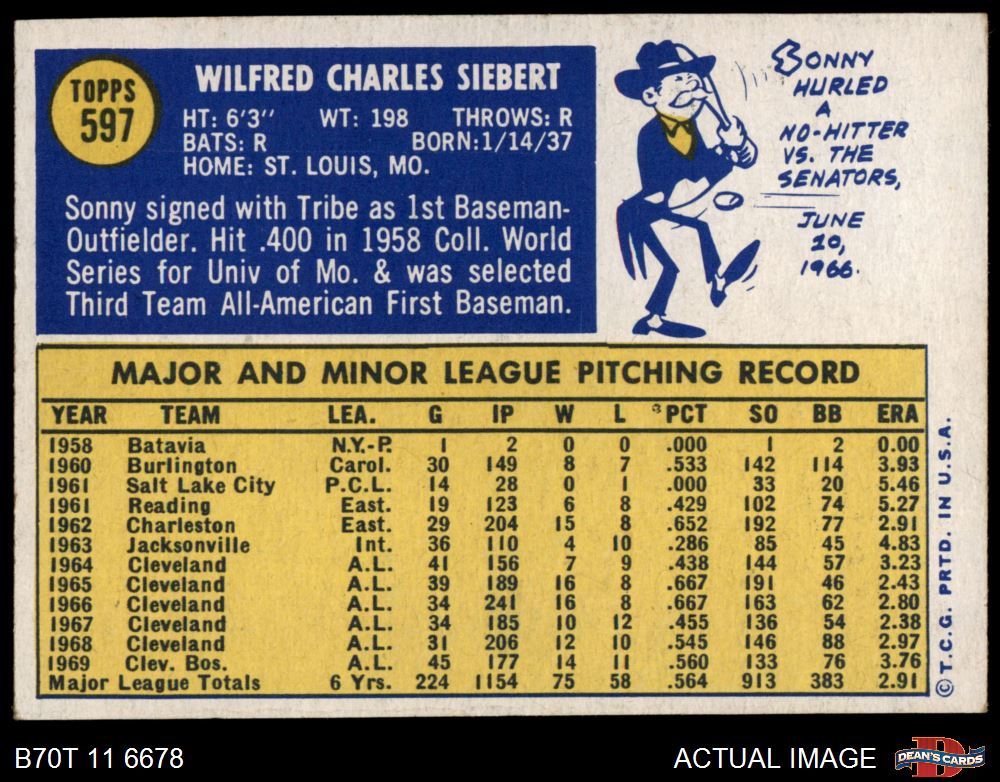 TOPPS
597
WILFRED CHARLES SIEBERT
HT: 6'3" WT: 198 THROWS: R
BATS: R BORN: 1/14/37
HOME: ST. LOUIS, MO.
Sonny signed with Tribe as 1st Baseman-
Outfielder. Hit .400 in 1958 Coll. World
Series for Univ of Mo. & was selected
Third Team All-American First Baseman.
SONNY
HURLED
A
NO-HITTER
VS. THE
SENATORS,
JUNE
10,
1966.
MAJOR AND MINOR LEAGUE PITCHING RECORD
YEAR TEAM LEA. G IP W L PCT SO BB ERA
1958 Batavia N.Y.-P. 1 2 0 0 .000 1 2 0.00
1960 Burlington Carol. 30 149 8 7 .533 142 114 3.93
1961 Salt Lake City P.C.L. 14 28 0 1 .000 33 20 5.46
1961 Reading East. 19 123 6 8 .429 102 74 5.27
1962 Charleston East. 29 204 15 8 .652 192 77 2.91
1963 Jacksonville Int. 36 110 4 10 .286 85 45 4.83
1964 Cleveland A.L. 41 156 7 9 .438 144 57 3.23
1965 Cleveland A.L. 39 189 16 8 .667 191 46 2.43
1966 Cleveland A.L. 34 241 16 8 .667 163 62 2.80
1967 Cleveland A.L. 34 185 10 12 .455 136 54 2.38
1968 Cleveland A.L. 31 206 12 10 .545 146 88 2.97
1969 Clev. Bos. A.L. 45 177 14 11 .560 133 76 3.76
Major League Totals 6 Yrs. 224 1154 75 58 .564 913 383 2.91
© T.C.G. PRTD. IN U.S.A.
B70T 11 6678
ACTUAL IMAGE
D
DEAN'S CARDS